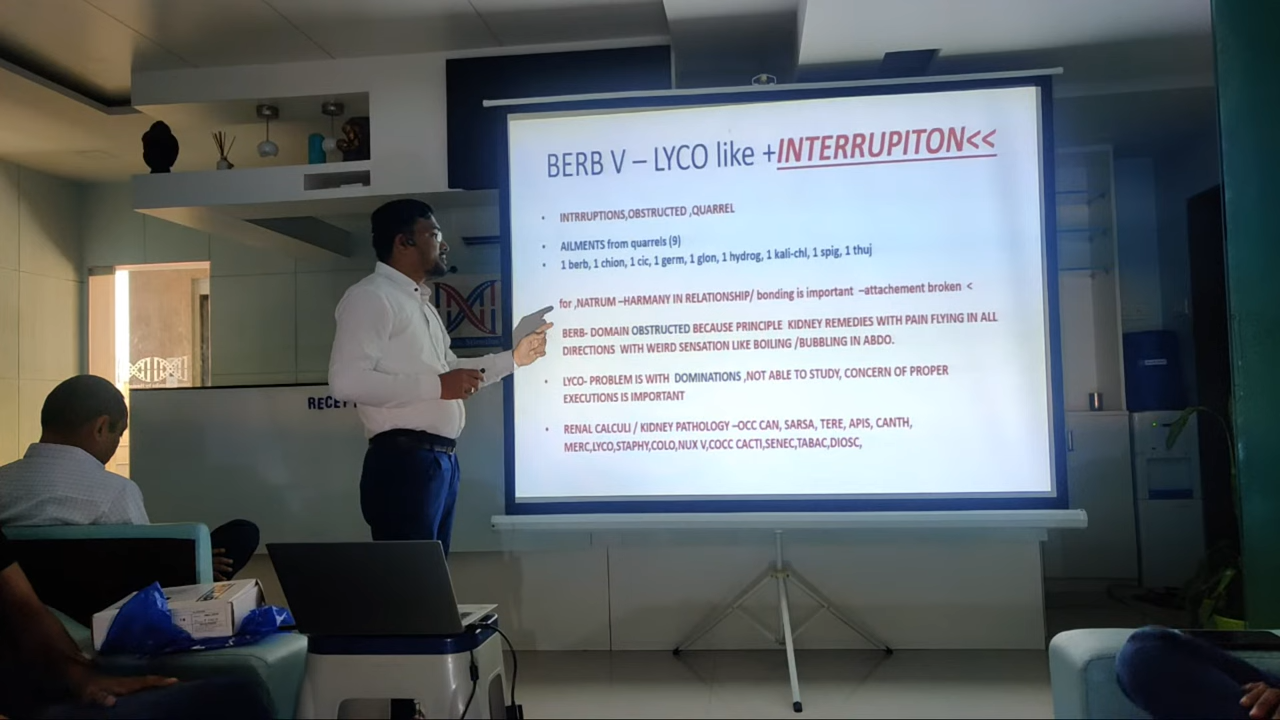 BERB V – LYCO like +INTERRUPITON<<
• INTRRUPTIONS,OBSTRUCTED ,QUARREL
• AILMENTS from quarrels (9)
• 1 berb, 1 chion, 1 cic, 1 germ, 1 glon, 1 hydrog, 1 kali-chl, 1 spig, 1 thuj
for ,NATRUM –HARMANY IN RELATIONSHIP/ bonding is important –attachement broken <
BERB- DOMAIN OBSTRUCTED BECAUSE PRINCIPLE KIDNEY REMEDIES WITH PAIN FLYING IN ALL
DIRECTIONS WITH WEIRD SENSATION LIKE BOILING /BUBBLING IN ABDO.
• LYCO- PROBLEM IS WITH DOMINATIONS ,NOT ABLE TO STUDY, CONCERN OF PROPER
EXECUTIONS IS IMPORTANT
• RENAL CALCULI / KIDNEY PATHOLOGY –OCC CAN, SARSA, TERE, APIS, CANTH,
MERC,LYCO,STAPHY,COLO,NUX V,COCC CACTI,SENEC,TABAC,DIOSC,